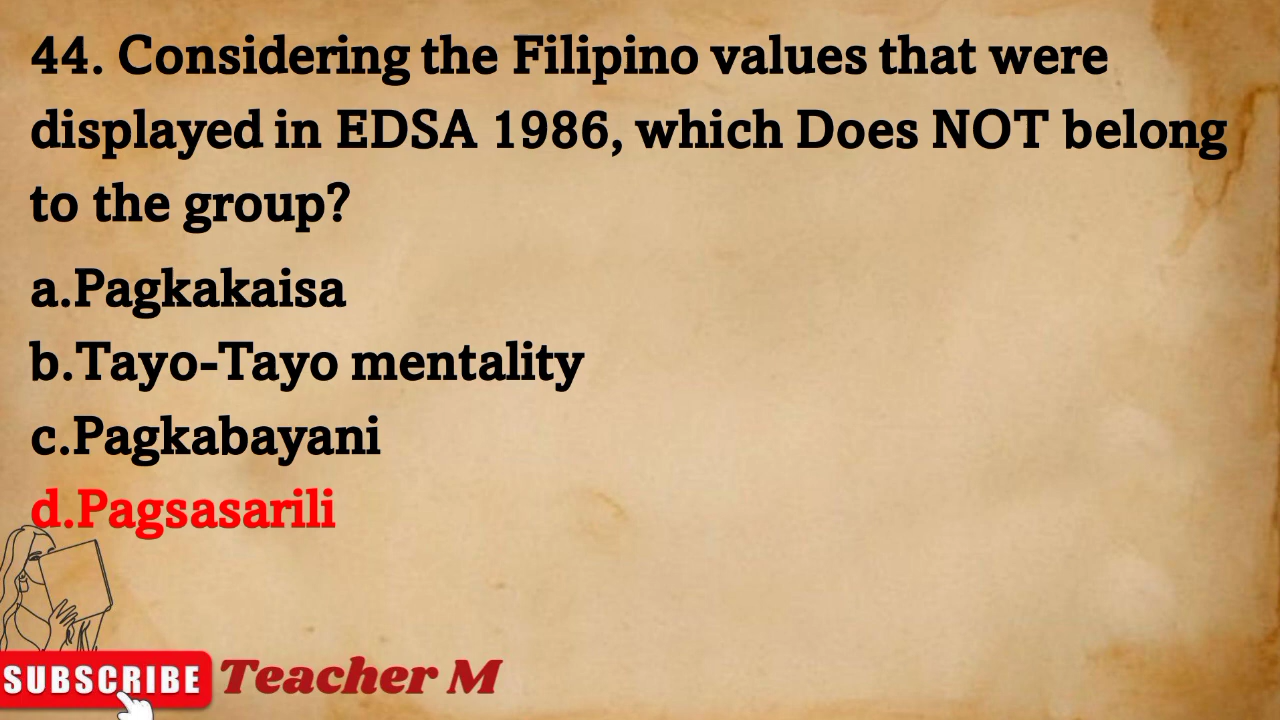 44. Considering the Filipino values that were
displayed in EDSA 1986, which Does NOT belong
to the group?
a.Pagkakaisa
b.Tayo-Tayo mentality
c.Pagkabayani
d.Pagsasarili
SUBSCRIBE Teacher M